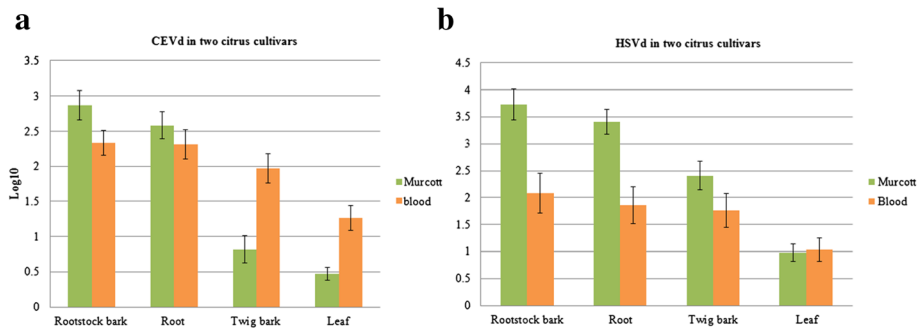 a
CEVd in two citrus cultivars
3.5
3
2.5
2
1.5
1
0.5
0
Log10
Rootstock bark
Root
Twig bark
Leaf
Murcott
blood
b
HSVd in two citrus cultivars
4.5
4
3.5
3
2.5
2
1.5
1
0.5
0
Rootstock bark
Root
Twig bark
Leaf
Murcott
Blood